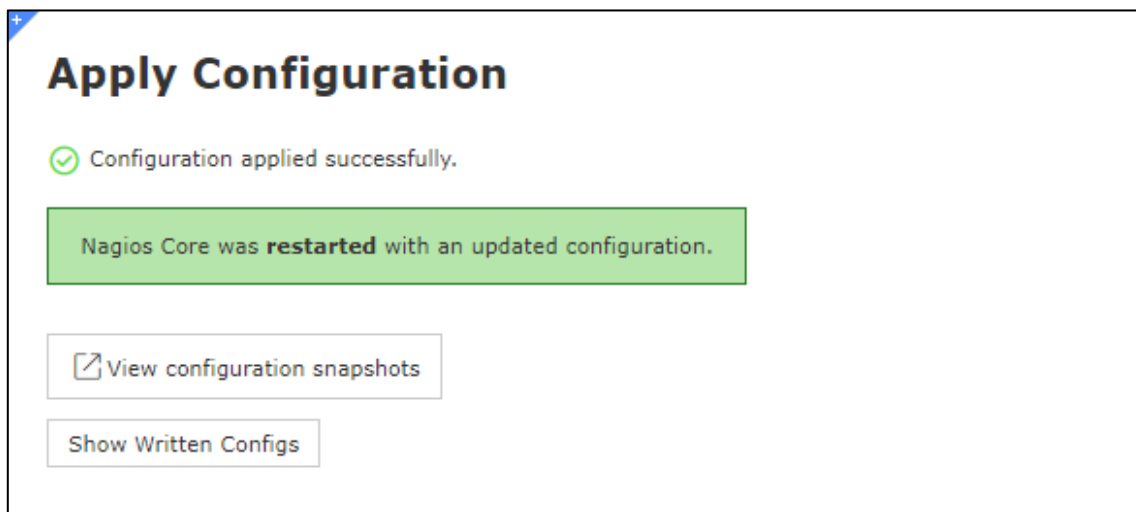 Apply Configuration
Configuration applied successfully.
Nagios Core was restarted with an updated configuration.
View configuration snapshots
Show Written Configs